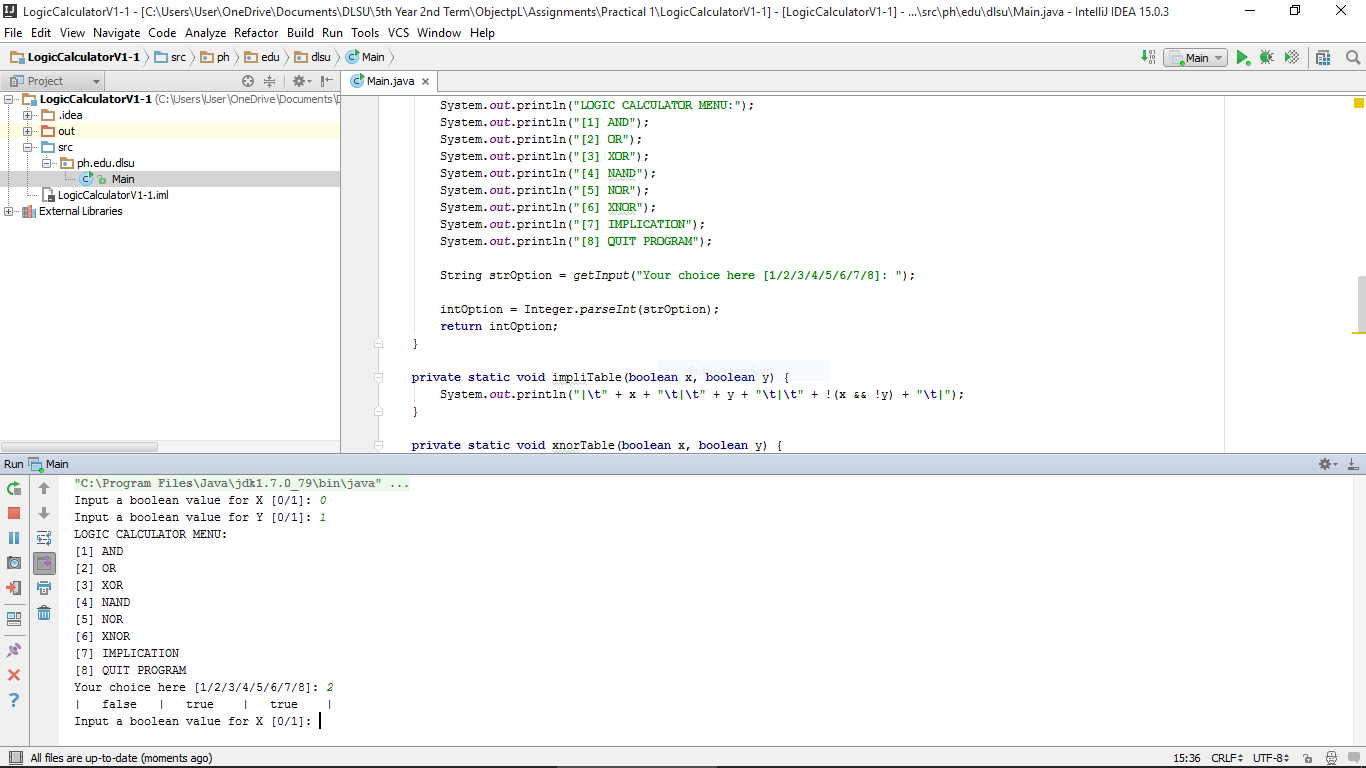 LogicCalculatorV1-1 - [C:\Users\User\OneDrive\Documents\DLSU\5th Year 2nd Term\ObjectpL\Assignments\Practical 1\LogicCalculatorV1-1] - [LogicCalculatorV1-1] - ...\src\ph\edu\dlsu\Main.java - IntelliJ IDEA 15.0.3
File Edit View Navigate Code Analyze Refactor Build Run Tools VCS Window Help
LogicCalculatorV1-1 src ph edu dlsu Main
Main
Project
Main.java
LogicCalculatorV1-1 (C:\Users\User\OneDrive\Documents\
.idea
out
src
ph.edu.dlsu
Main
LogicCalculatorV1-1.iml
External Libraries
System.out.println("LOGIC CALCULATOR MENU:");
System.out.println("[1] AND");
System.out.println("[2] OR");
System.out.println("[3] XOR");
System.out.println("[4] NAND");
System.out.println("[5] NOR");
System.out.println("[6] XNOR");
System.out.println("[7] IMPLICATION");
System.out.println("[8] QUIT PROGRAM");
String strOption = getInput("Your choice here [1/2/3/4/5/6/7/8]: ");
intOption = Integer.parseInt(strOption);
return intOption;
}
private static void impliTable(boolean x, boolean y) {
System.out.println("|\t" + x + "\t|\t" + y + "\t|\t" + !(x && !y) + "\t|");
}
private static void xnorTable(boolean x, boolean y) {
Run Main
"C:\Program Files\Java\jdk1.7.0_79\bin\java" ...
Input a boolean value for X [0/1]: 0
Input a boolean value for Y [0/1]: 1
LOGIC CALCULATOR MENU:
[1] AND
[2] OR
[3] XOR
[4] NAND
[5] NOR
[6] XNOR
[7] IMPLICATION
[8] QUIT PROGRAM
Your choice here [1/2/3/4/5/6/7/8]: 2
| false | true | true |
Input a boolean value for X [0/1]:
All files are up-to-date (moments ago)
15:36 CRLF UTF-8